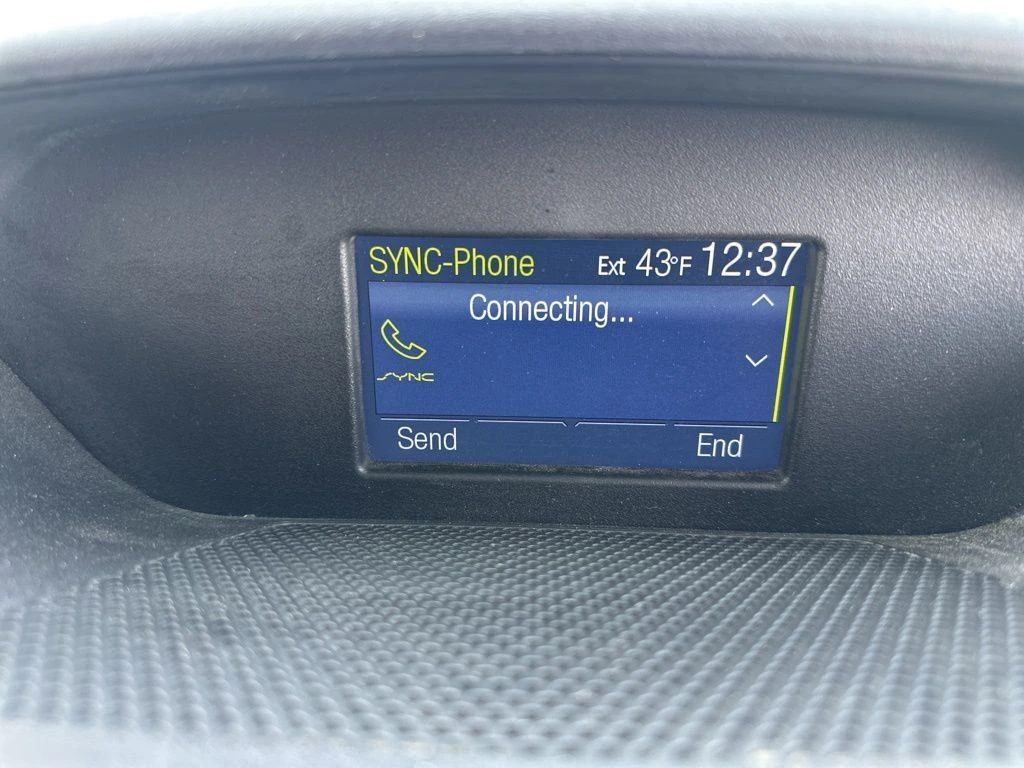 SYNC-Phone Ext 43°F 12:37
Connecting...
SYNC
Send End